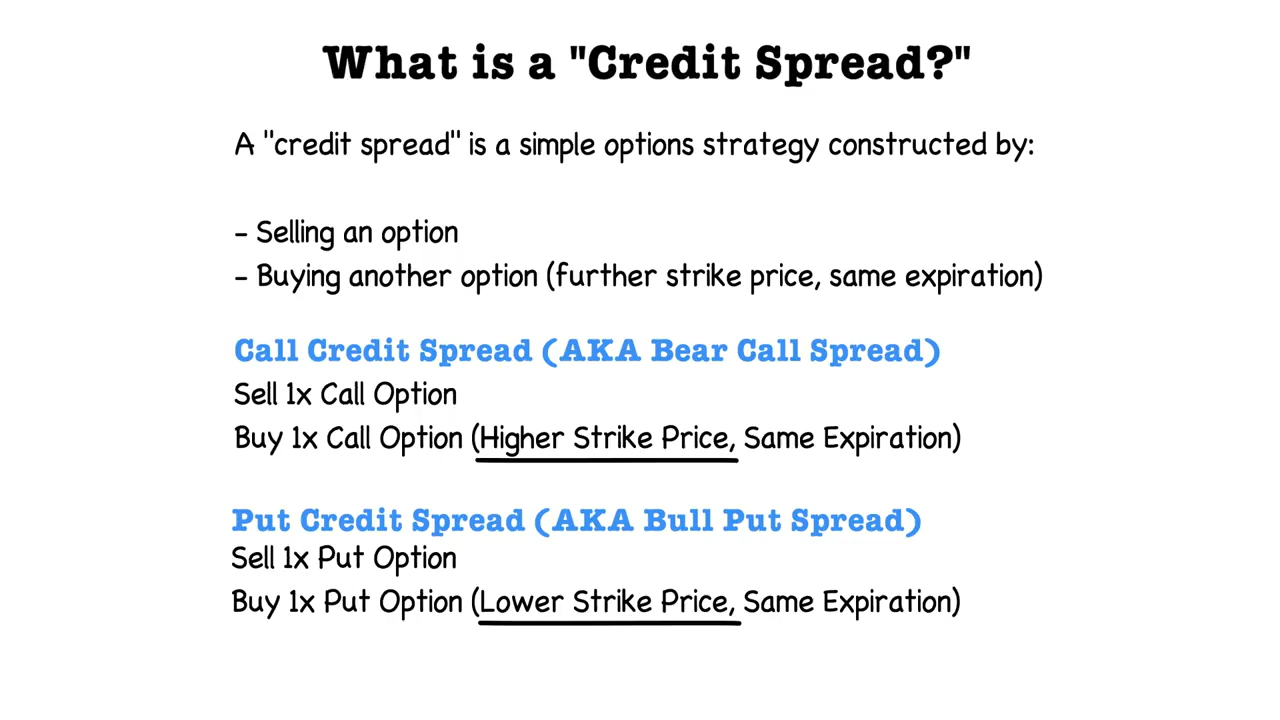 What is a "Credit Spread?"
A "credit spread" is a simple options strategy constructed by:
- Selling an option
- Buying another option (further strike price, same expiration)
Call Credit Spread (AKA Bear Call Spread)
Sell 1x Call Option
Buy 1x Call Option (Higher Strike Price, Same Expiration)
Put Credit Spread (AKA Bull Put Spread)
Sell 1x Put Option
Buy 1x Put Option (Lower Strike Price, Same Expiration)